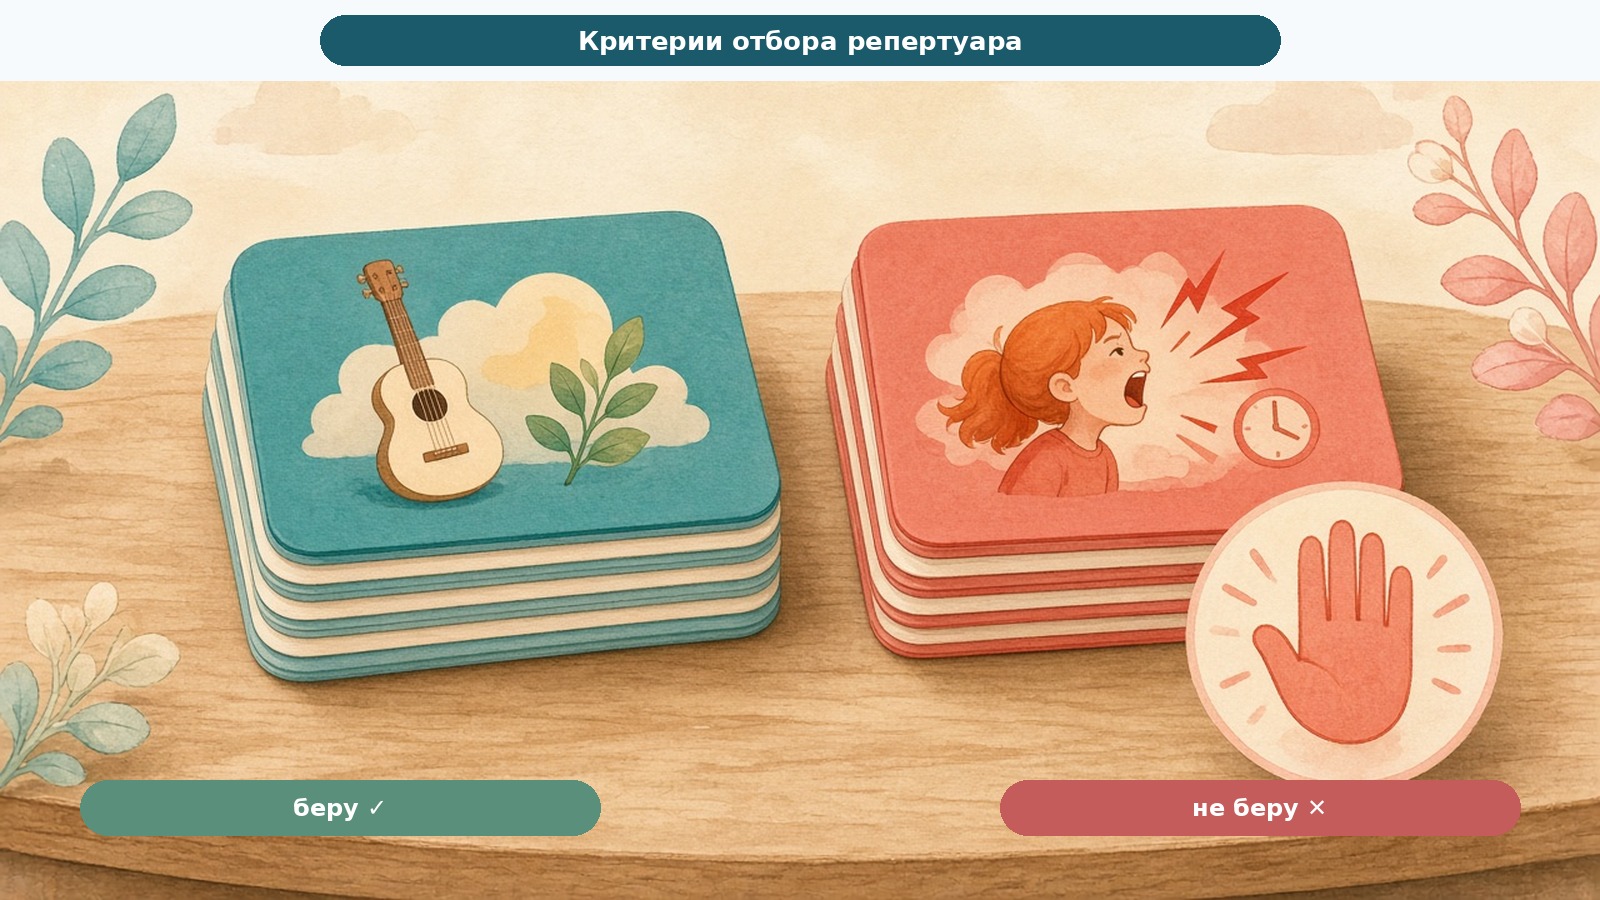 Критерии отбора репертуара
беру ✓
не беру ✕